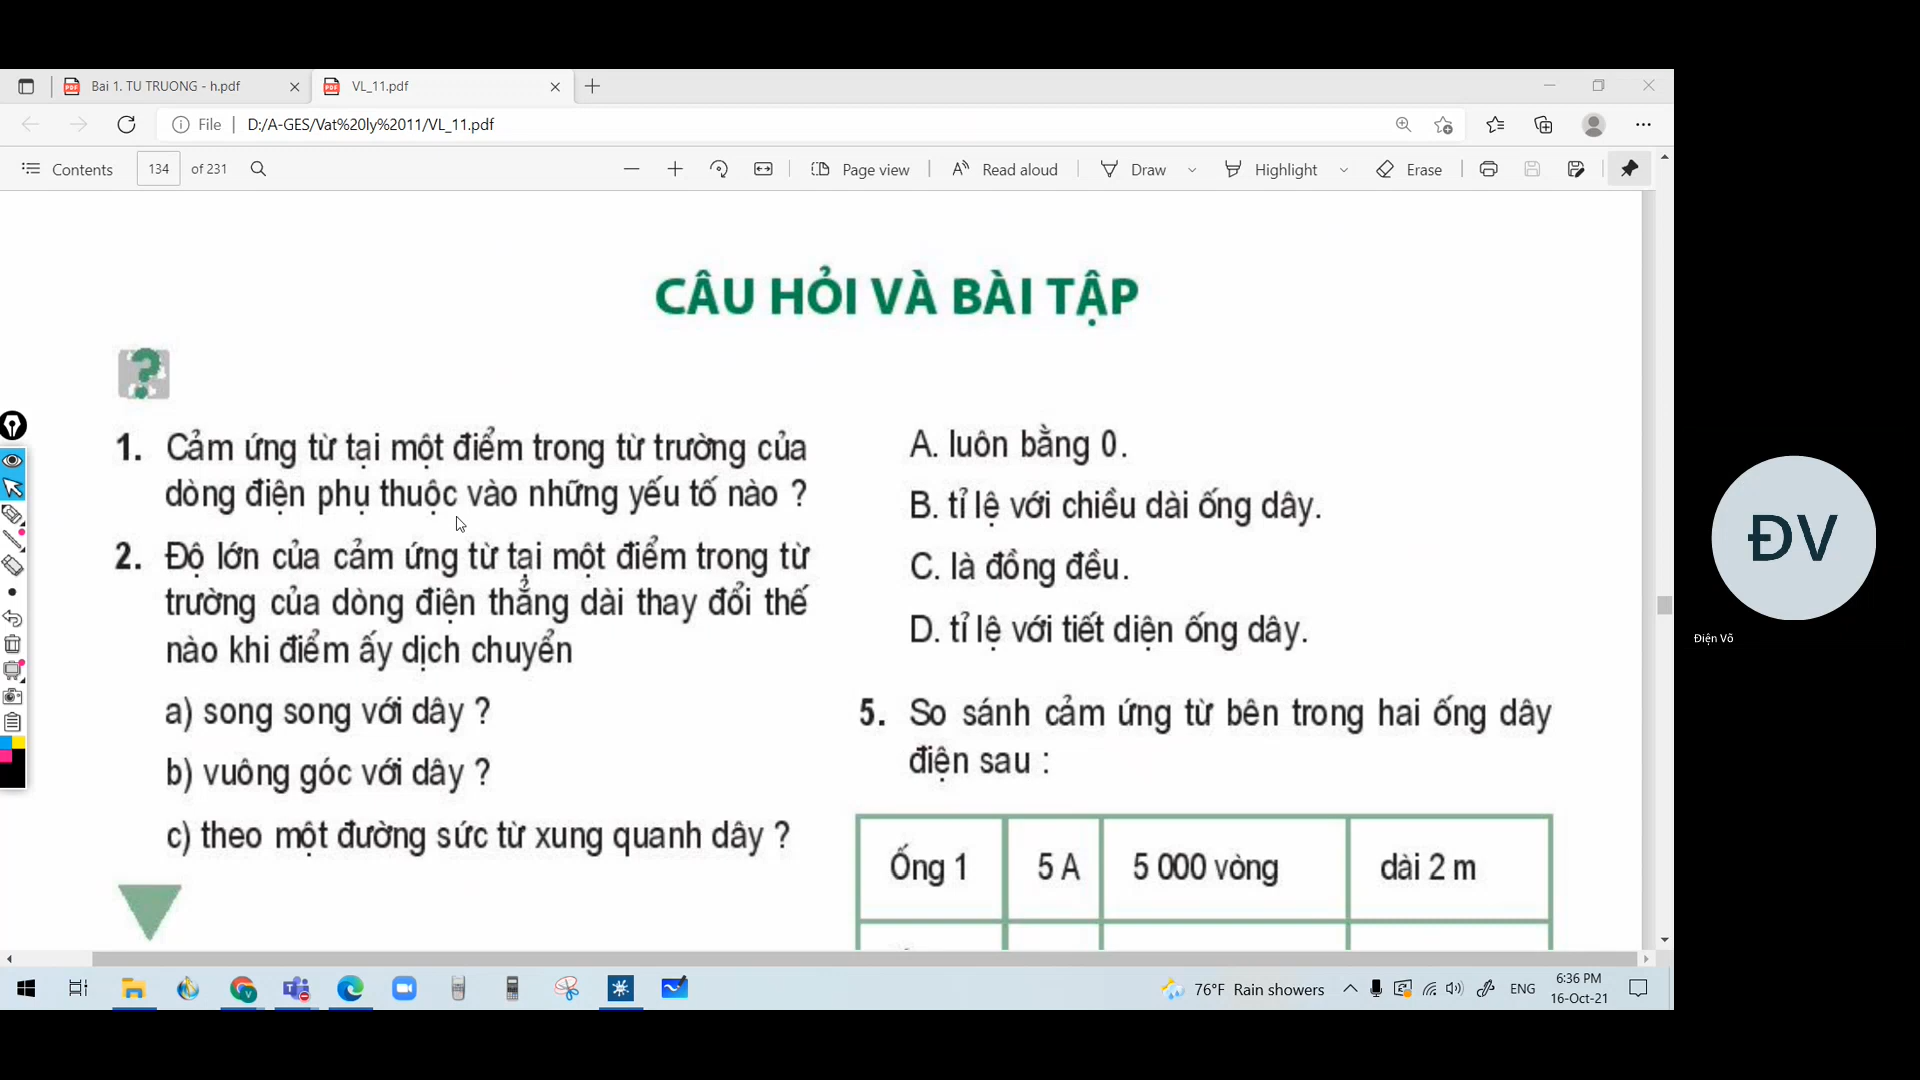 Bai 1. TU TRUONG - h.pdf
VL_11.pdf
File
D:/A-GES/Vat%20ly%2011/VL_11.pdf
Contents
134
of 231
Page view
Read aloud
Draw
Highlight
Erase
CÂU HỎI VÀ BÀI TẬP
?
1. Cảm ứng từ tại một điểm trong từ trường của
dòng điện phụ thuộc vào những yếu tố nào ?
2. Độ lớn của cảm ứng từ tại một điểm trong từ
trường của dòng điện thẳng dài thay đổi thế
nào khi điểm ấy dịch chuyển
a) song song với dây ?
b) vuông góc với dây ?
c) theo một đường sức từ xung quanh dây ?
A. luôn bằng 0.
B. tỉ lệ với chiều dài ống dây.
C. là đồng đều.
D. tỉ lệ với tiết diện ống dây.
5. So sánh cảm ứng từ bên trong hai ống dây
điện sau :
Ống 1
5 A
5 000 vòng
dài 2 m
ĐV
Điện Võ
76°F Rain showers
ENG
6:36 PM
16-Oct-21